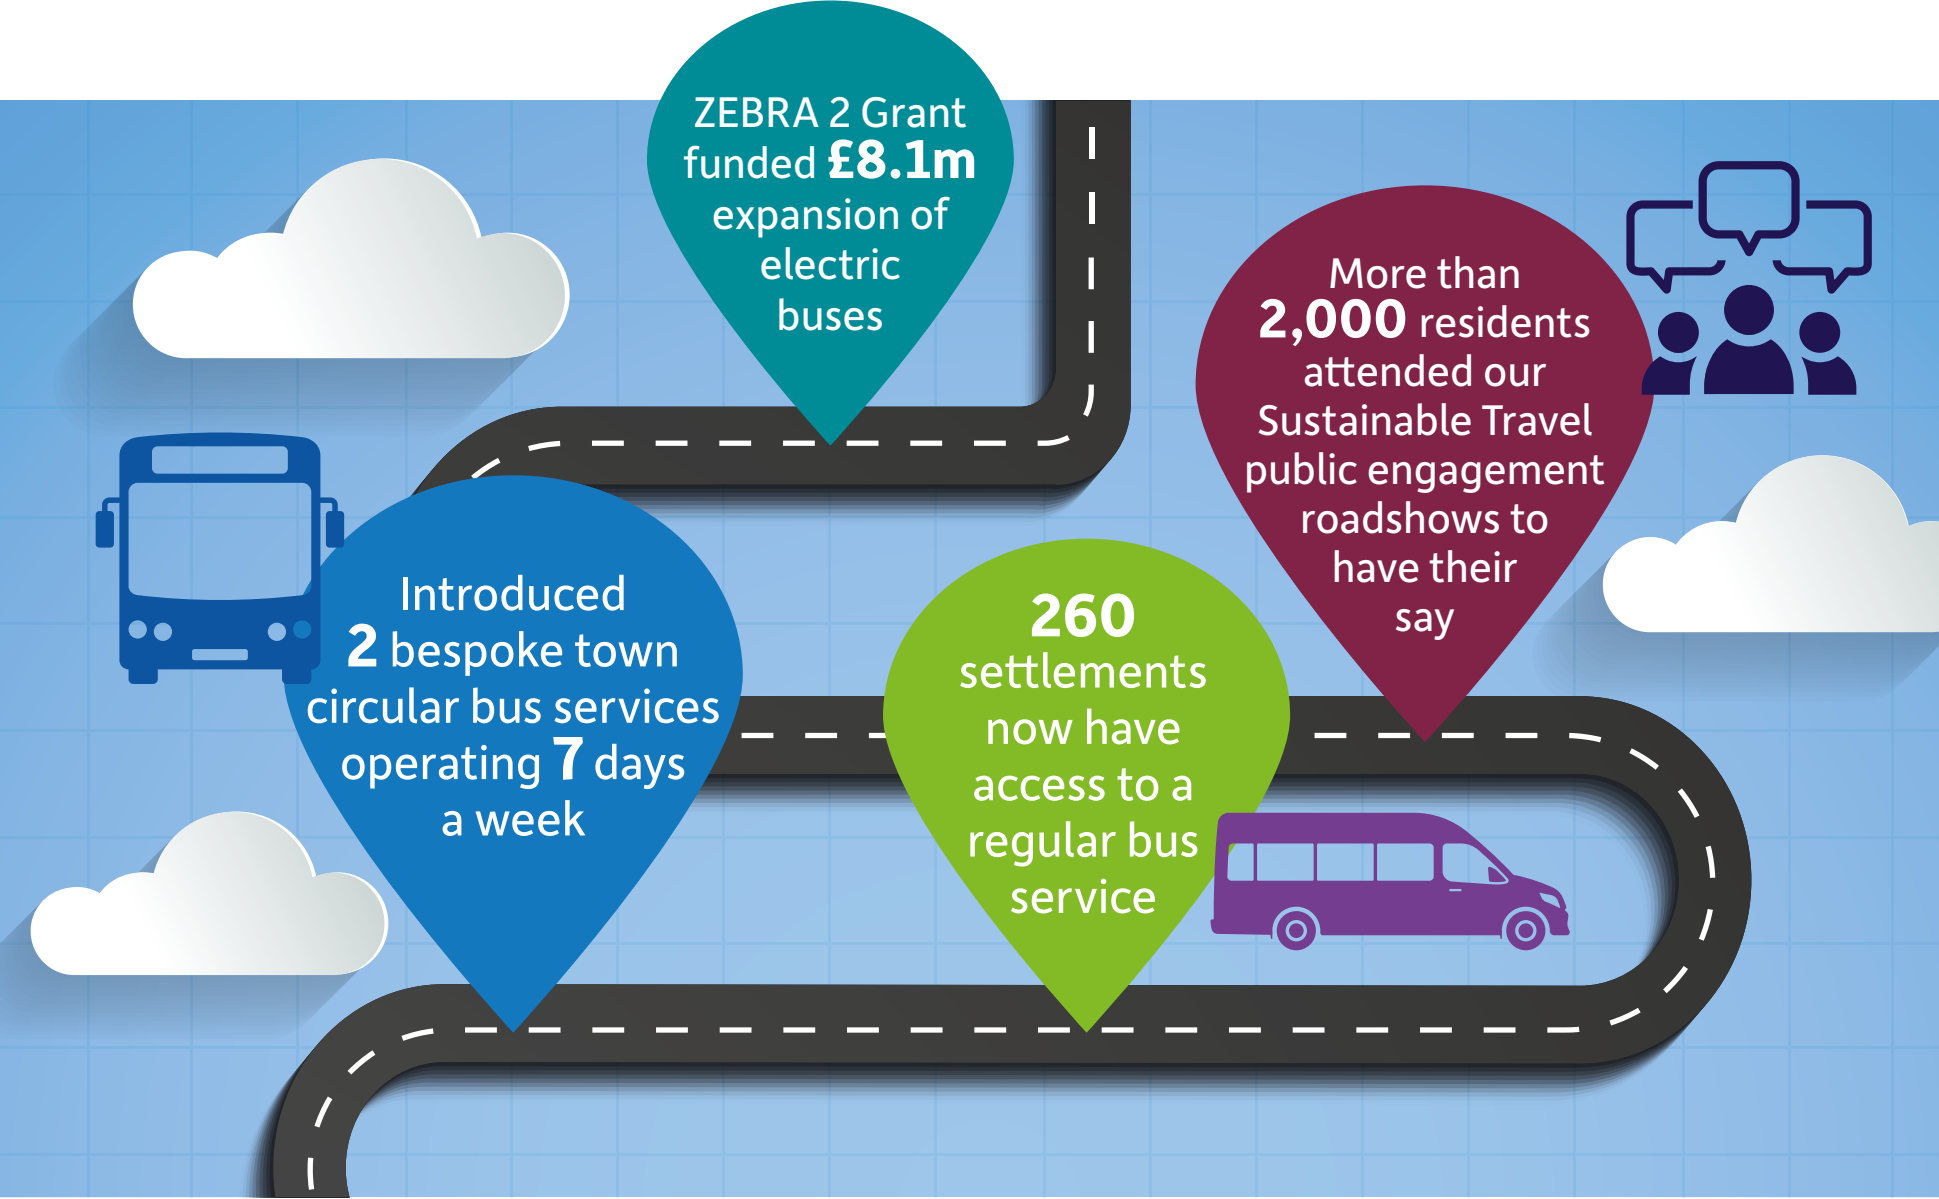 ZEBRA 2 Grant
funded £8.1m
expansion of
electric
buses
More than
2,000 residents
attended our
Sustainable Travel
public engagement
roadshows to
have their
say
Introduced
2 bespoke town
circular bus services
operating 7 days
a week
260
settlements
now have
access to a
regular bus
service